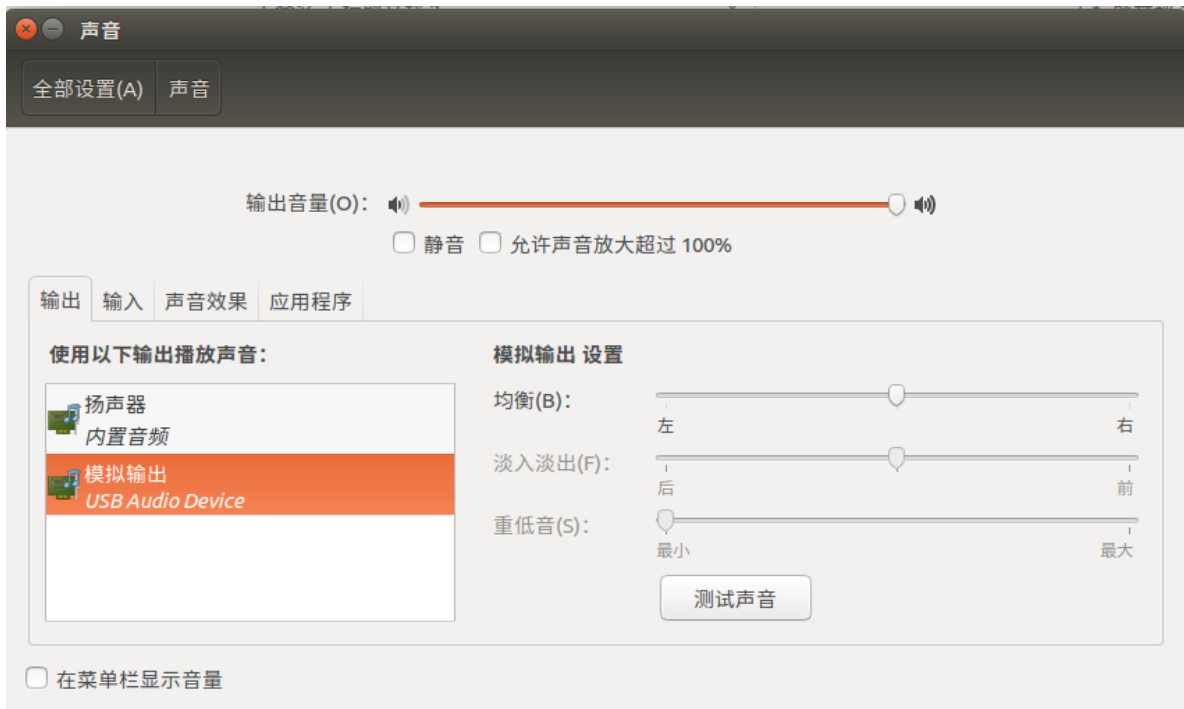 声音
全部设置(A) 声音
输出音量(O)：
静音 允许声音放大超过 100%
输出 输入 声音效果 应用程序
使用以下输出播放声音：
扬声器
内置音频
模拟输出
USB Audio Device
模拟输出 设置
均衡(B)：
左 右
淡入淡出(F)：
后 前
重低音(S)：
最小 最大
测试声音
在菜单栏显示音量